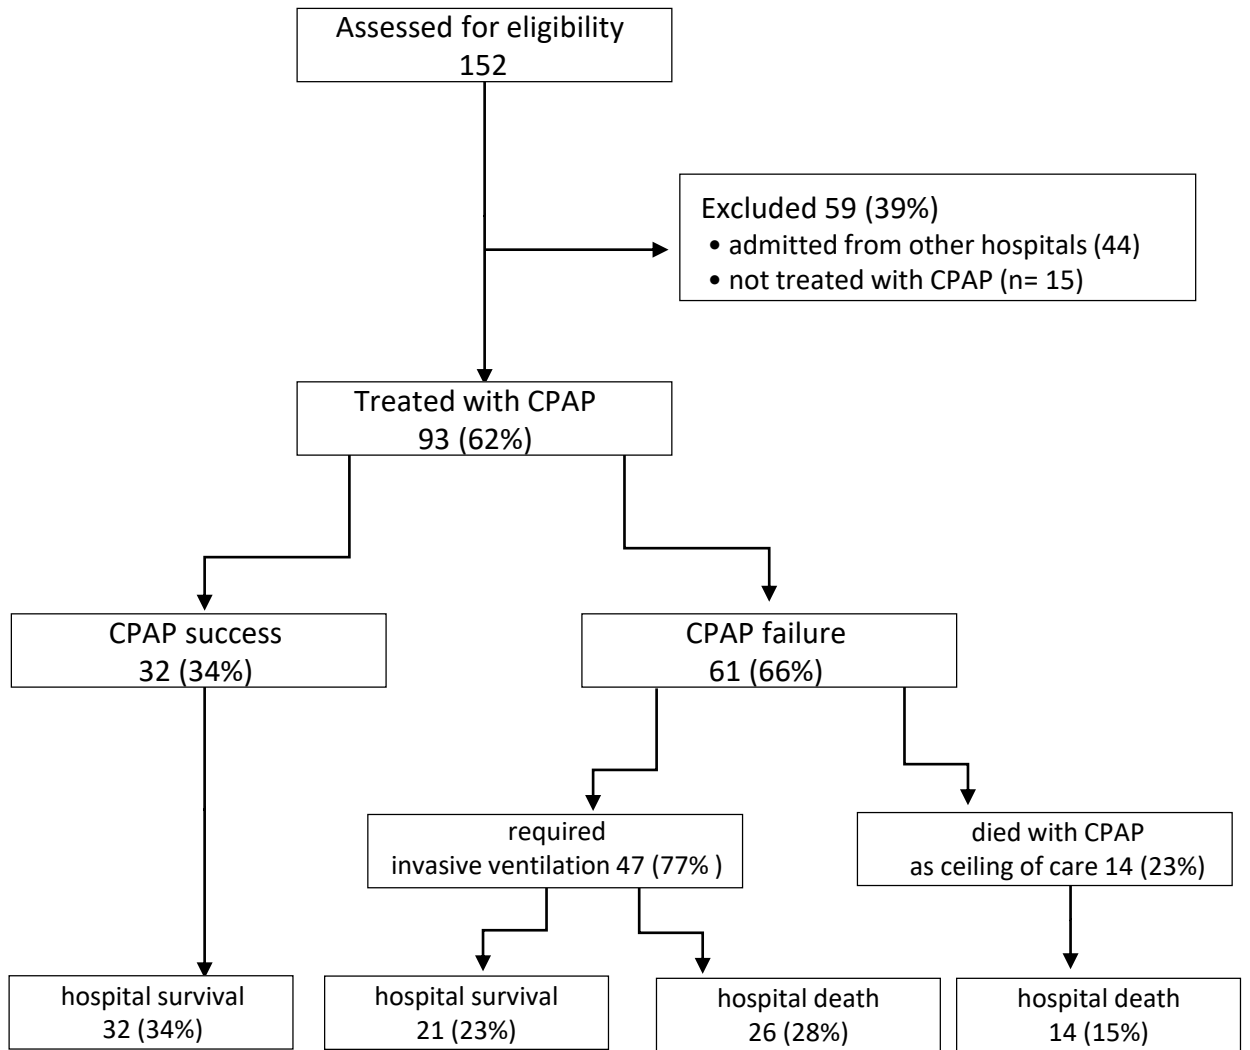 Assessed for eligibility
152
Excluded 59 (39%)
• admitted from other hospitals (44)
• not treated with CPAP (n= 15)
Treated with CPAP
93 (62%)
CPAP success
32 (34%)
CPAP failure
61 (66%)
required
invasive ventilation 47 (77% )
died with CPAP
as ceiling of care 14 (23%)
hospital survival
32 (34%)
hospital survival
21 (23%)
hospital death
26 (28%)
hospital death
14 (15%)